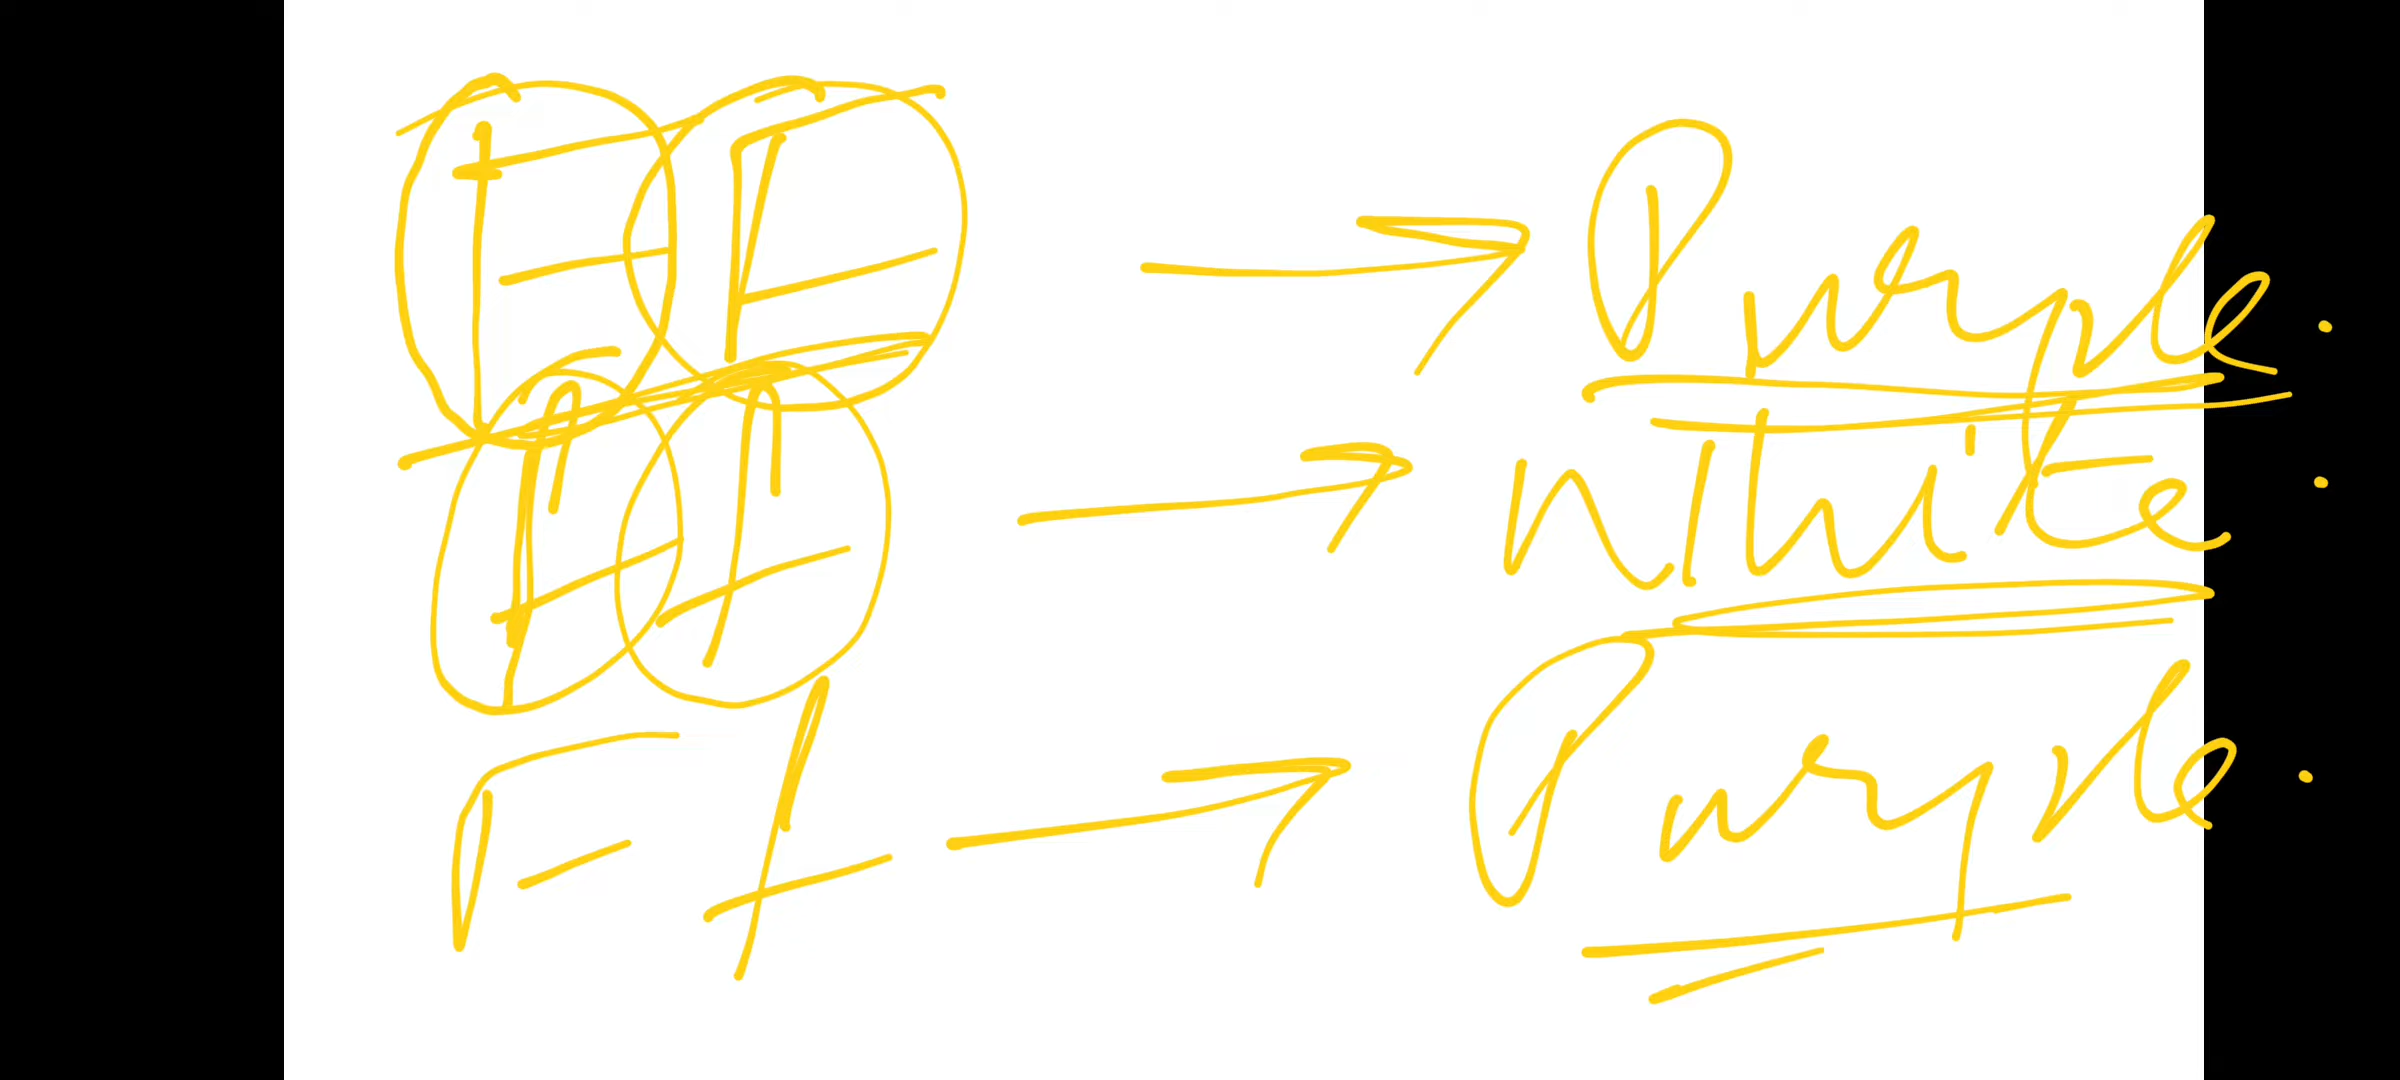 FF → Purple.
ff → White.
Ff → Purple.